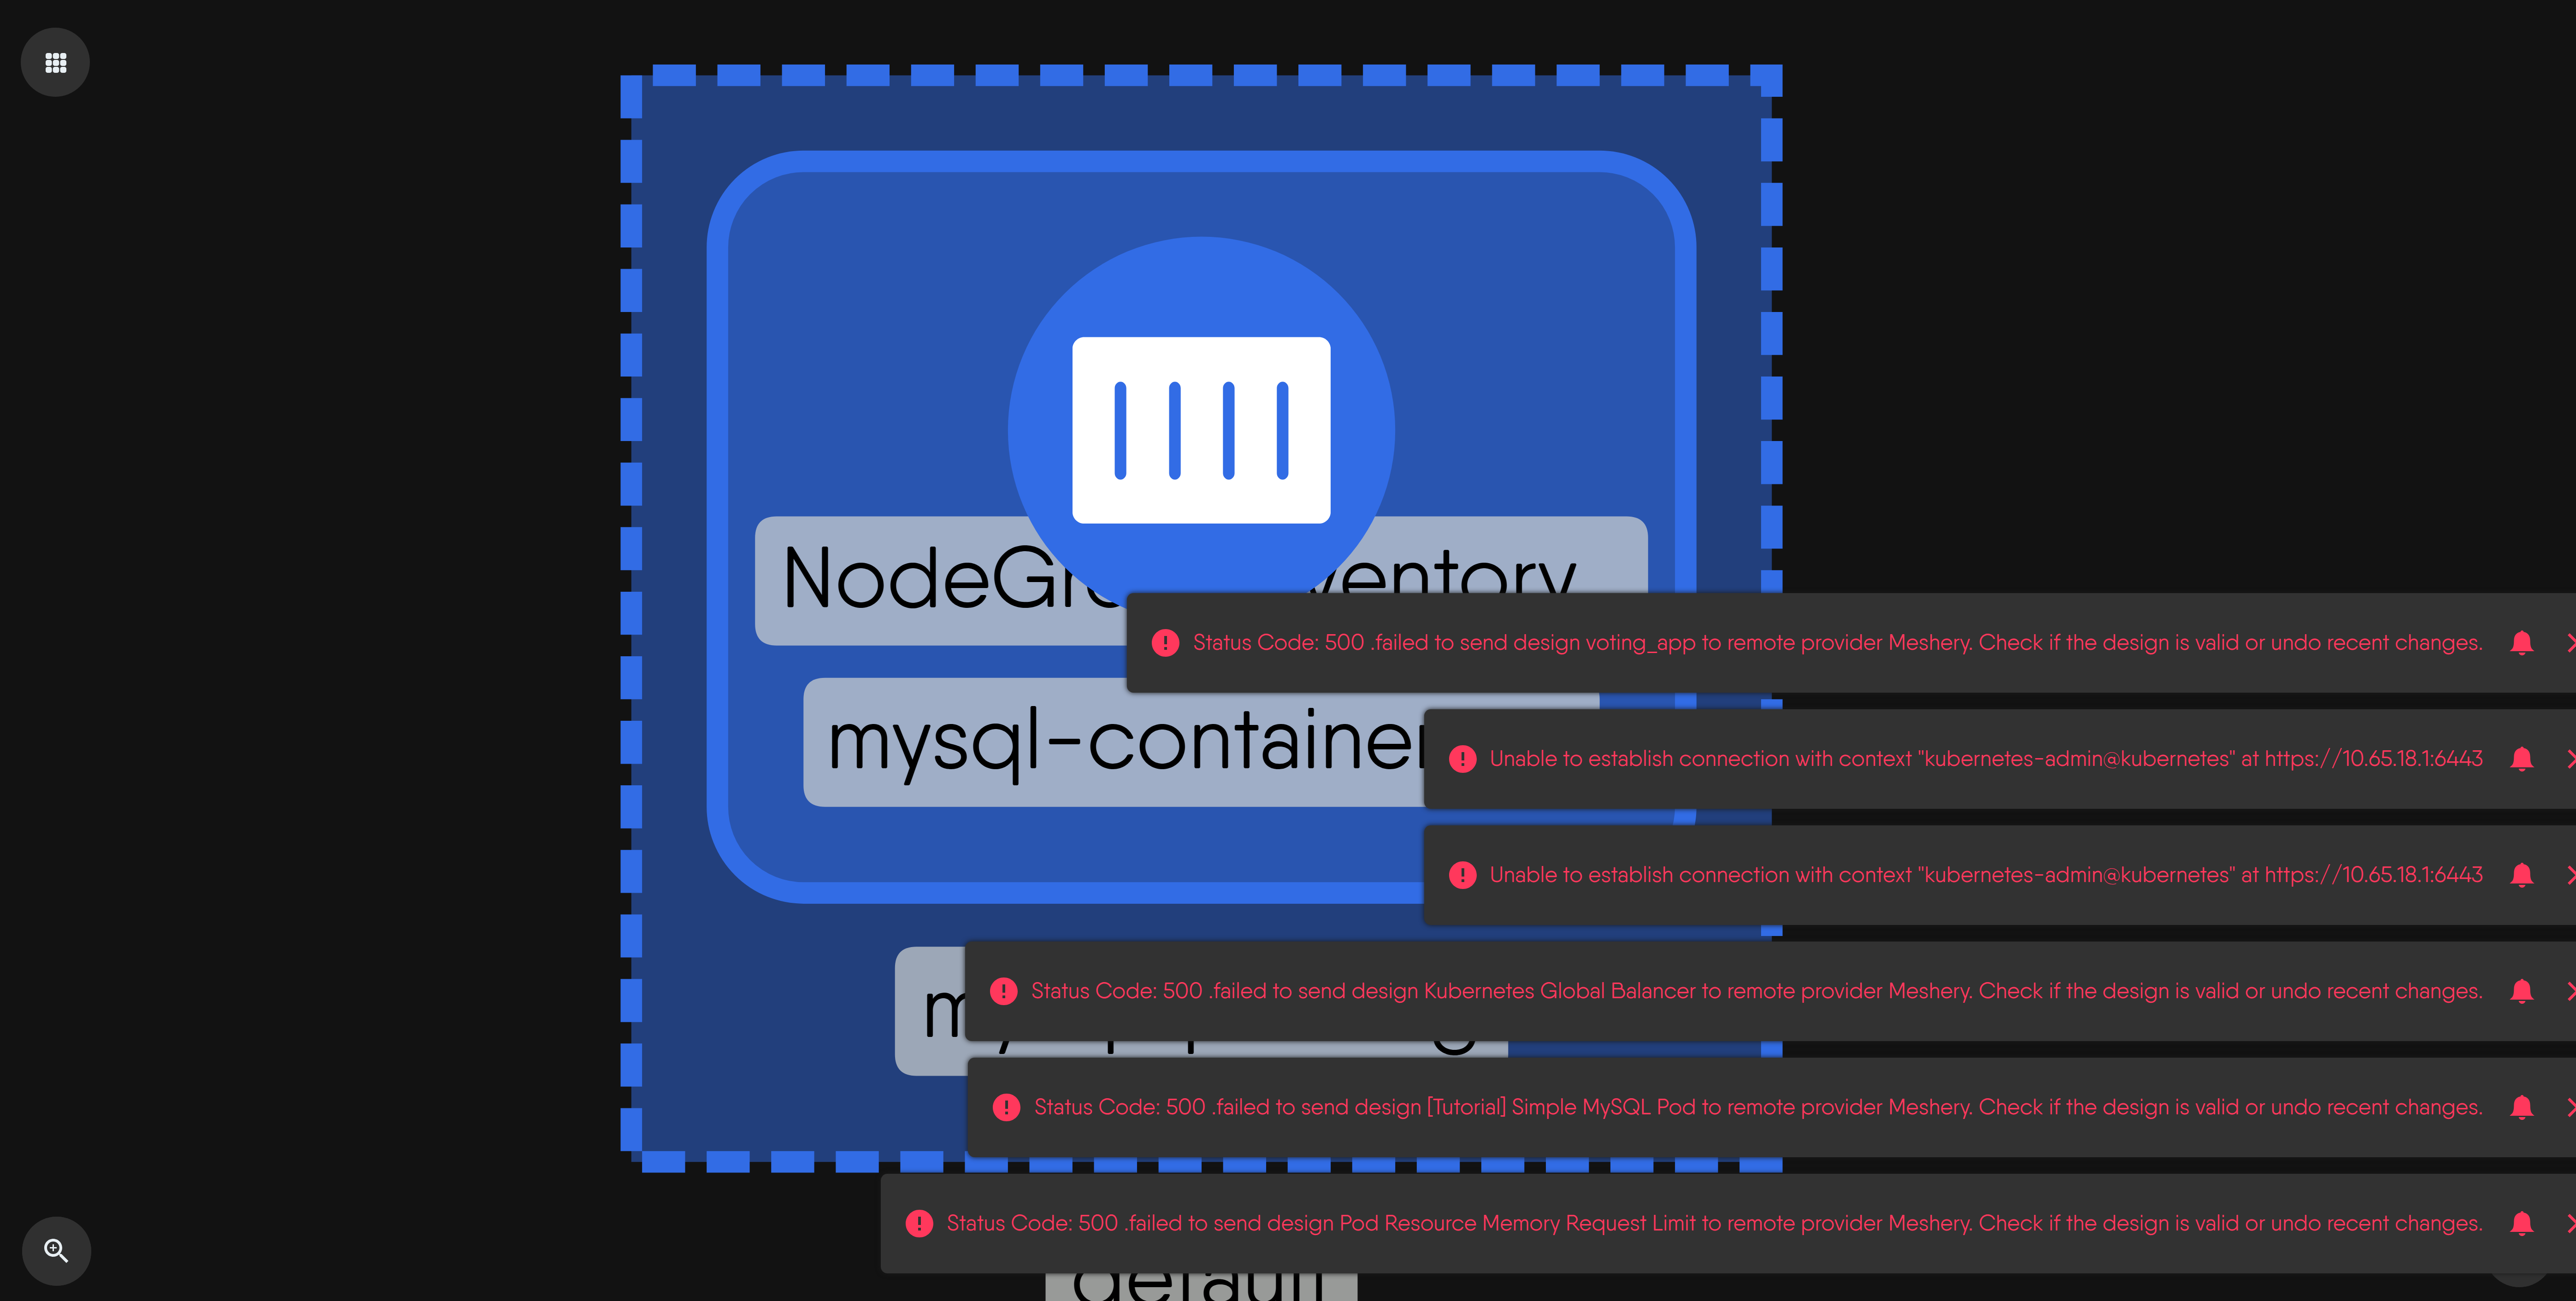 Status Code: 500 .failed to send design voting_app to remote provider Meshery. Check if the design is valid or undo recent changes.
mysql-container
Unable to establish connection with context "kubernetes-admin@kubernetes" at https://10.65.18.1:6443
Unable to establish connection with context "kubernetes-admin@kubernetes" at https://10.65.18.1:6443
Status Code: 500 .failed to send design Kubernetes Global Balancer to remote provider Meshery. Check if the design is valid or undo recent changes.
Status Code: 500 .failed to send design [Tutorial] Simple MySQL Pod to remote provider Meshery. Check if the design is valid or undo recent changes.
Status Code: 500 .failed to send design Pod Resource Memory Request Limit to remote provider Meshery. Check if the design is valid or undo recent changes.
default